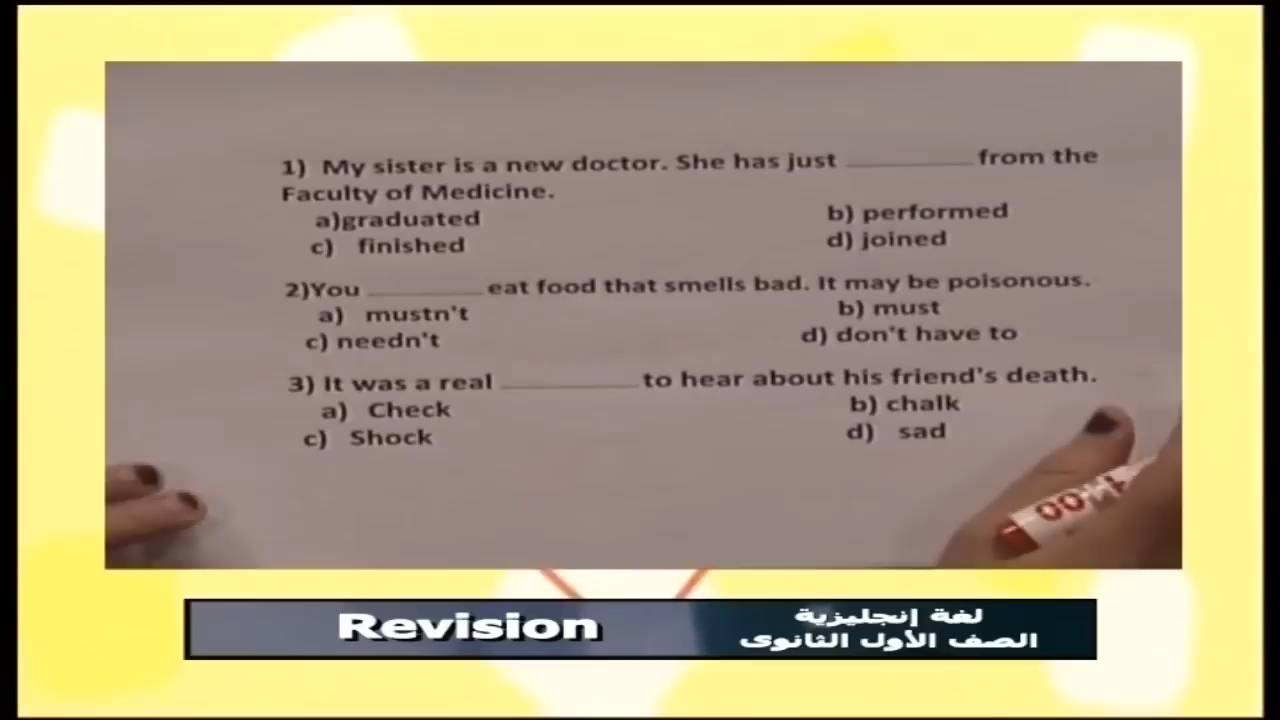 1) My sister is a new doctor. She has just __________ from the
Faculty of Medicine.
a)graduated b) performed
c) finished d) joined
2)You __________ eat food that smells bad. It may be poisonous.
a) mustn't b) must
c) needn't d) don't have to
3) It was a real __________ to hear about his friend's death.
a) Check b) chalk
c) Shock d) sad
Revision
لغة إنجليزية
الصف الأول الثانوى